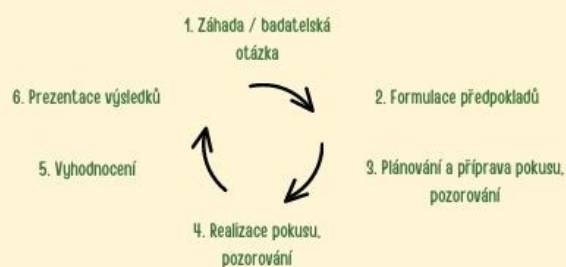 1. Záhada / badatelská
otázka
2. Formulace předpokladů
3. Plánování a příprava pokusu,
pozorování
4. Realizace pokusu,
pozorování
5. Vyhodnocení
6. Prezentace výsledků